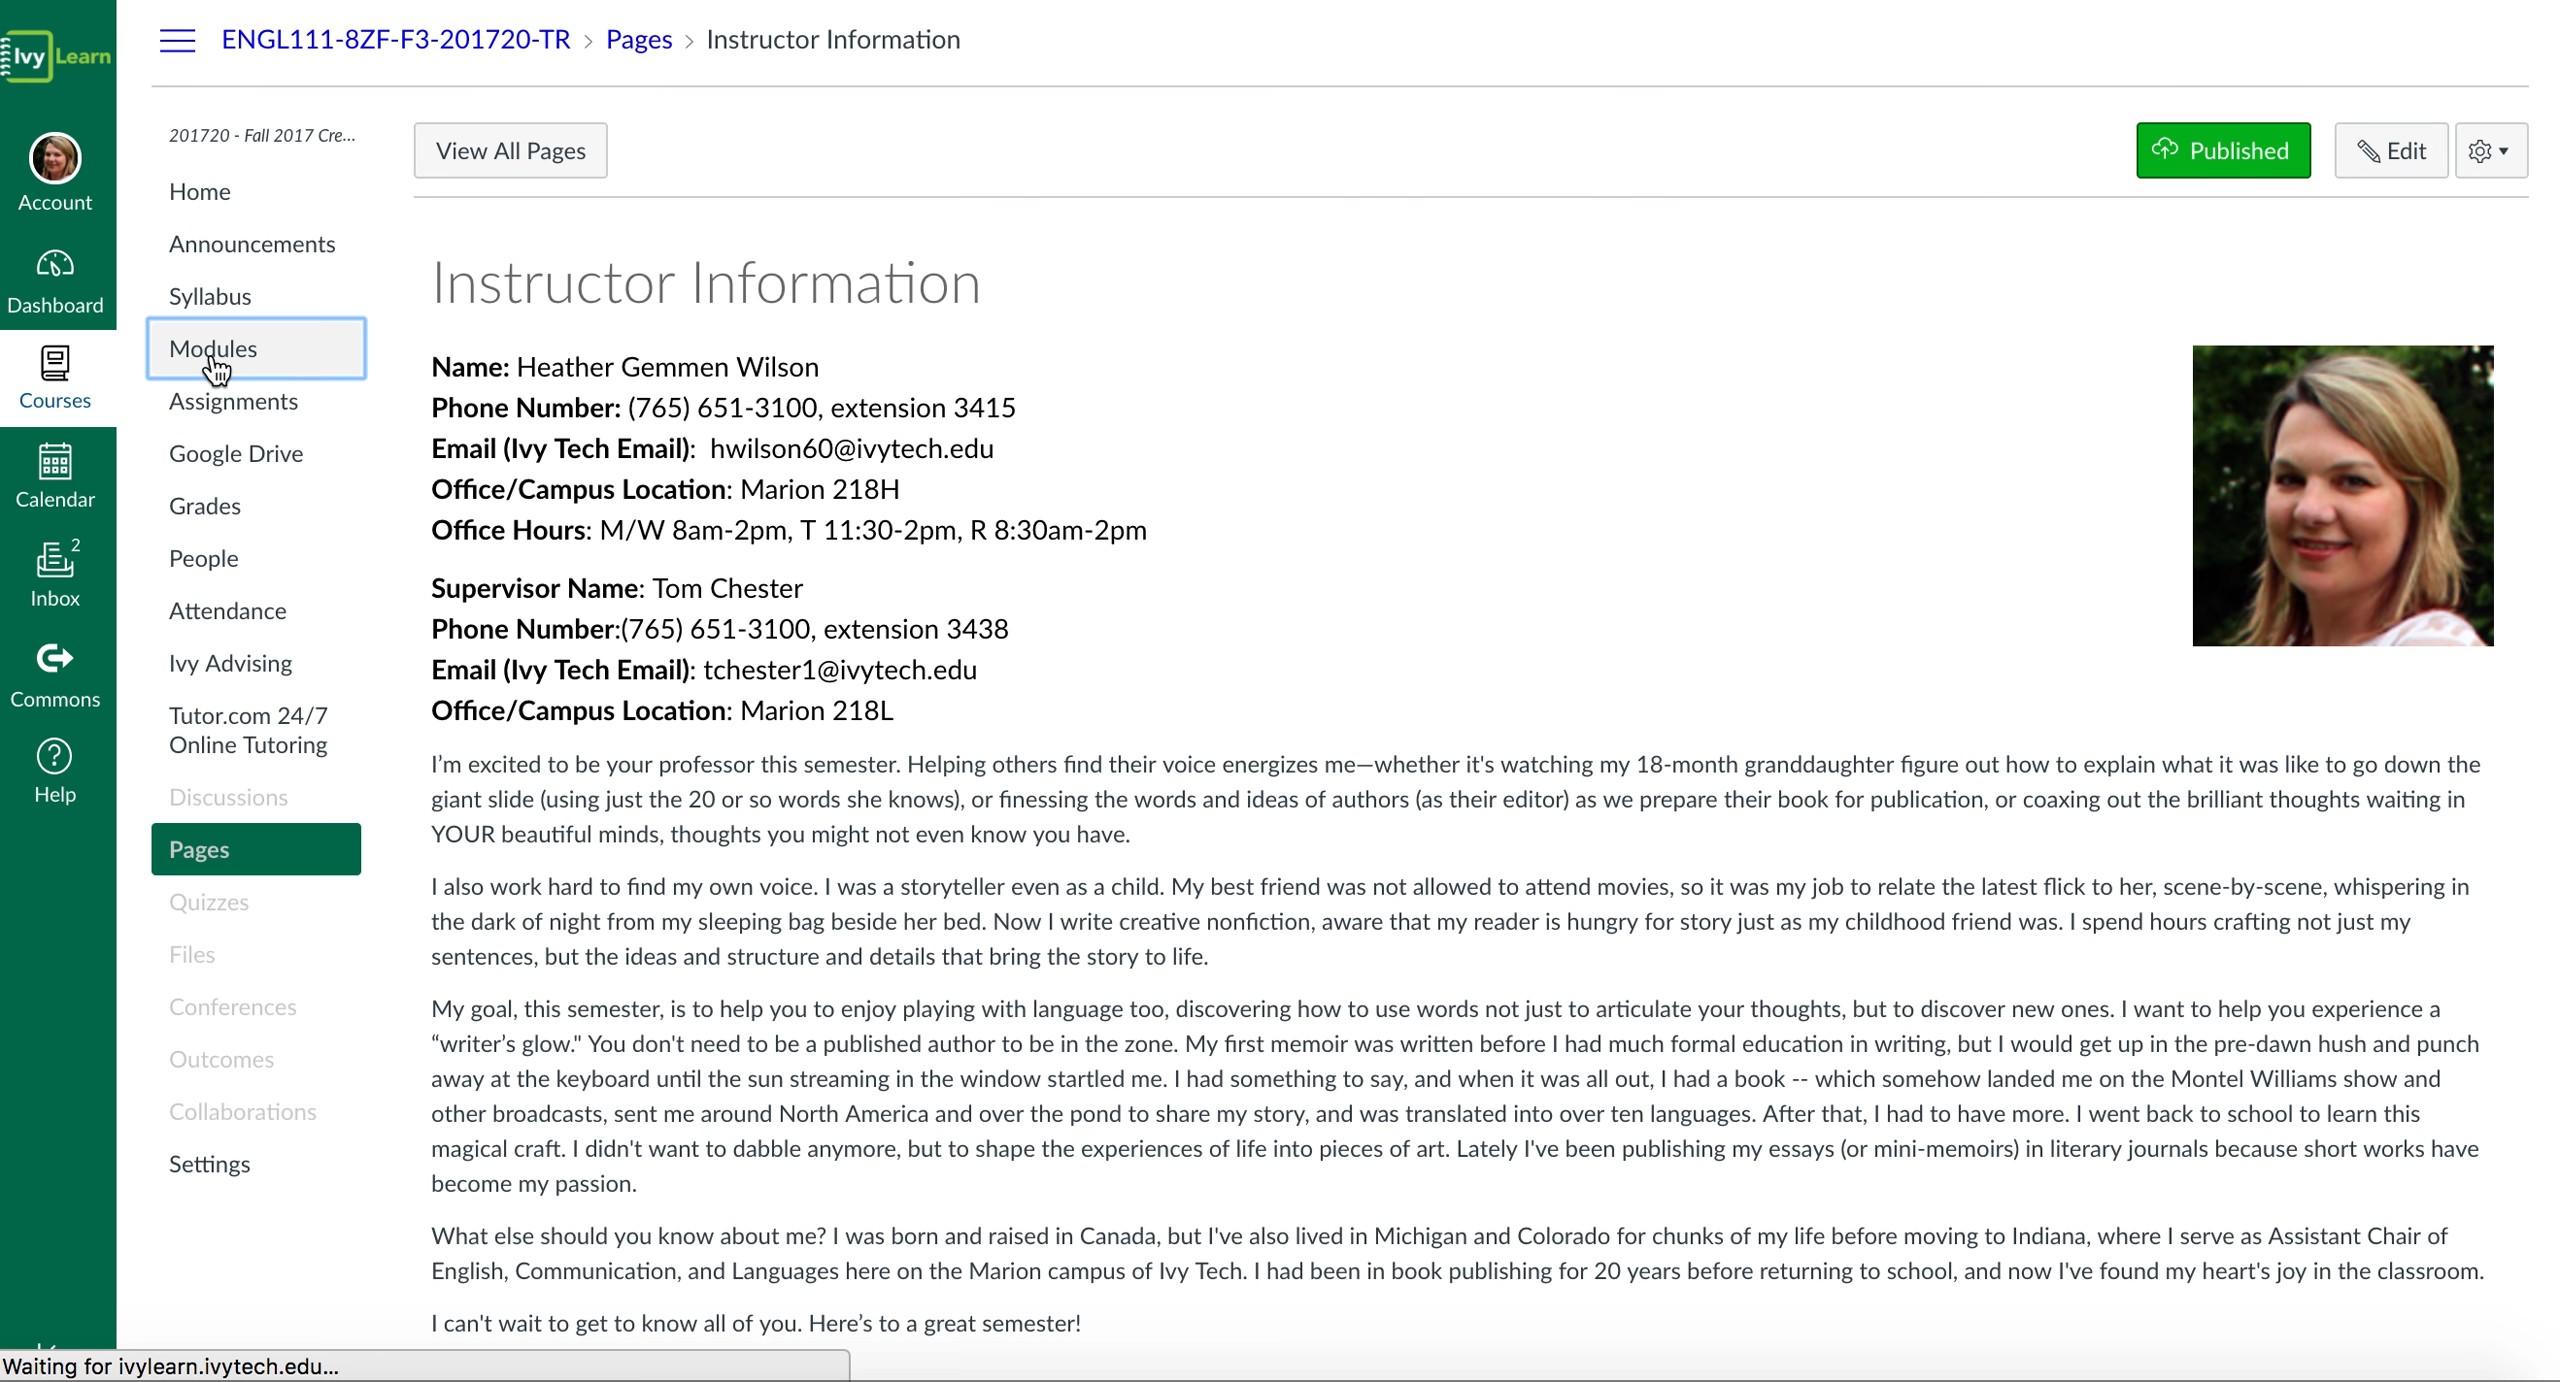 Ivy Learn
Account
Dashboard
Courses
Calendar
2
Inbox
Commons
Help
ENGL111-8ZF-F3-201720-TR > Pages > Instructor Information
201720 - Fall 2017 Cre...
Home
Announcements
Syllabus
Modules
Assignments
Google Drive
Grades
People
Attendance
Ivy Advising
Tutor.com 24/7
Online Tutoring
Discussions
Pages
Quizzes
Files
Conferences
Outcomes
Collaborations
Settings
View All Pages
Published
Edit
Instructor Information
Name: Heather Gemmen Wilson
Phone Number: (765) 651-3100, extension 3415
Email (Ivy Tech Email):  hwilson60@ivytech.edu
Office/Campus Location: Marion 218H
Office Hours: M/W 8am-2pm, T 11:30-2pm, R 8:30am-2pm
Supervisor Name: Tom Chester
Phone Number:(765) 651-3100, extension 3438
Email (Ivy Tech Email): tchester1@ivytech.edu
Office/Campus Location: Marion 218L
I’m excited to be your professor this semester. Helping others find their voice energizes me—whether it's watching my 18-month granddaughter figure out how to explain what it was like to go down the
giant slide (using just the 20 or so words she knows), or finessing the words and ideas of authors (as their editor) as we prepare their book for publication, or coaxing out the brilliant thoughts waiting in
YOUR beautiful minds, thoughts you might not even know you have.
I also work hard to find my own voice. I was a storyteller even as a child. My best friend was not allowed to attend movies, so it was my job to relate the latest flick to her, scene-by-scene, whispering in
the dark of night from my sleeping bag beside her bed. Now I write creative nonfiction, aware that my reader is hungry for story just as my childhood friend was. I spend hours crafting not just my
sentences, but the ideas and structure and details that bring the story to life.
My goal, this semester, is to help you to enjoy playing with language too, discovering how to use words not just to articulate your thoughts, but to discover new ones. I want to help you experience a
“writer’s glow." You don't need to be a published author to be in the zone. My first memoir was written before I had much formal education in writing, but I would get up in the pre-dawn hush and punch
away at the keyboard until the sun streaming in the window startled me. I had something to say, and when it was all out, I had a book -- which somehow landed me on the Montel Williams show and
other broadcasts, sent me around North America and over the pond to share my story, and was translated into over ten languages. After that, I had to have more. I went back to school to learn this
magical craft. I didn't want to dabble anymore, but to shape the experiences of life into pieces of art. Lately I've been publishing my essays (or mini-memoirs) in literary journals because short works have
become my passion.
What else should you know about me? I was born and raised in Canada, but I've also lived in Michigan and Colorado for chunks of my life before moving to Indiana, where I serve as Assistant Chair of
English, Communication, and Languages here on the Marion campus of Ivy Tech. I had been in book publishing for 20 years before returning to school, and now I've found my heart's joy in the classroom.
I can't wait to get to know all of you. Here’s to a great semester!
Waiting for ivylearn.ivytech.edu...